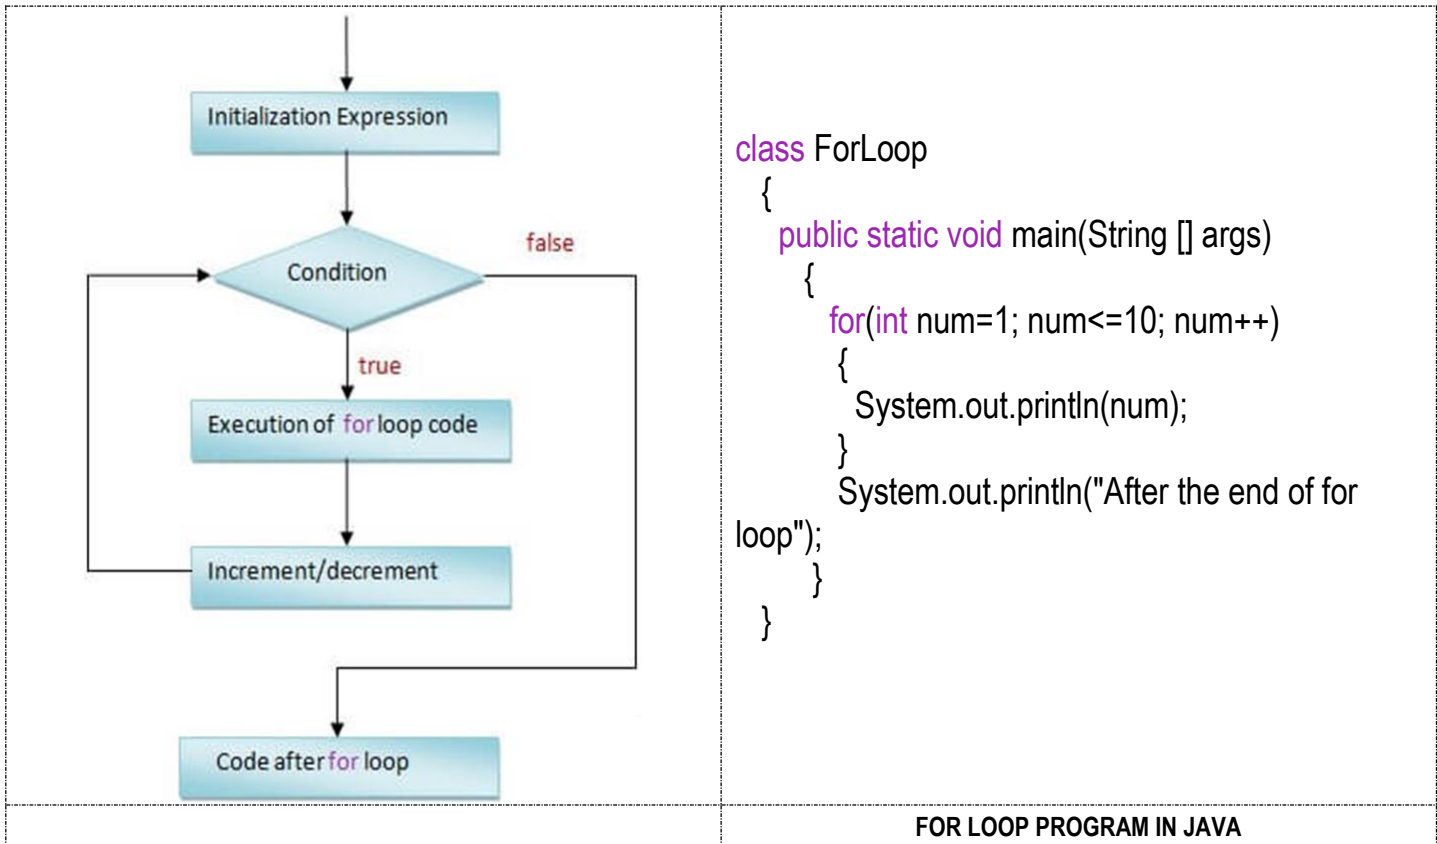 Initialization Expression
Condition
false
true
Execution of for loop code
Increment/decrement
Code after for loop
class ForLoop
{
public static void main(String [] args)
{
for(int num=1; num<=10; num++)
{
System.out.println(num);
}
System.out.println("After the end of for
loop");
}
}
FOR LOOP PROGRAM IN JAVA